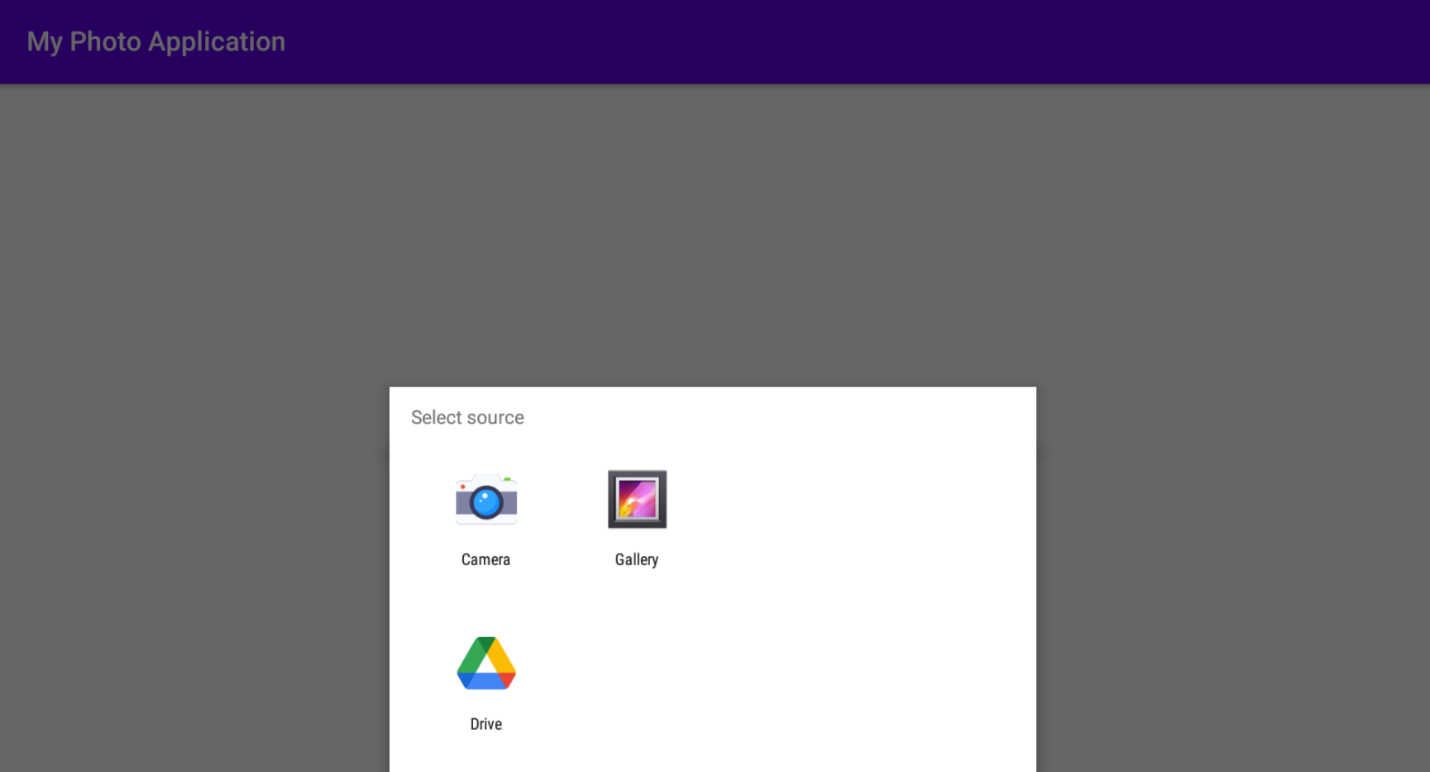 My Photo Application
Select source
Camera
Gallery
Drive